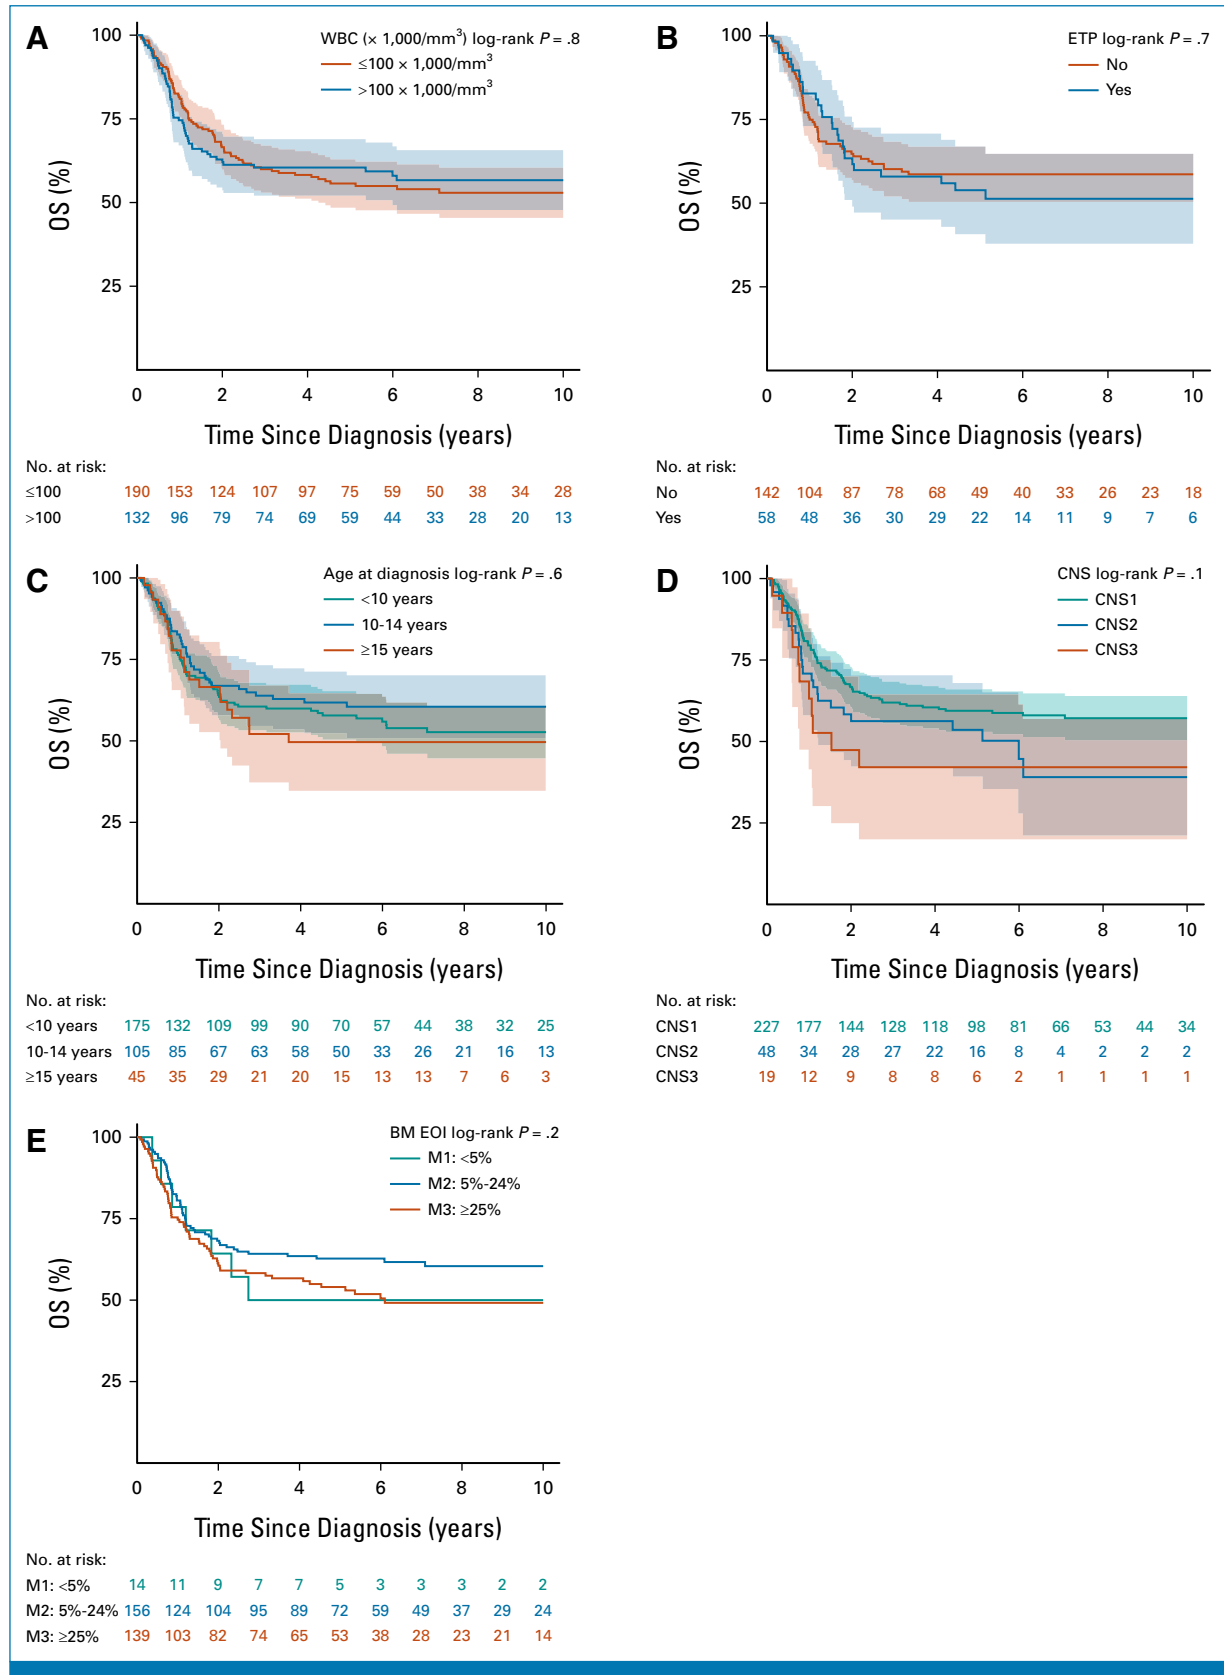 A
WBC (× 1,000/mm³) log-rank P = .8
≤100 × 1,000/mm³
>100 × 1,000/mm³
100
75
50
25
OS (%)
0 2 4 6 8 10
Time Since Diagnosis (years)
No. at risk:
≤100 190 153 124 107 97 75 59 50 38 34 28
>100 132 96 79 74 69 59 44 33 28 20 13
B
ETP log-rank P = .7
No
Yes
100
75
50
25
OS (%)
0 2 4 6 8 10
Time Since Diagnosis (years)
No. at risk:
No 142 104 87 78 68 49 40 33 26 23 18
Yes 58 48 36 30 29 22 14 11 9 7 6
C
Age at diagnosis log-rank P = .6
<10 years
10-14 years
≥15 years
100
75
50
25
OS (%)
0 2 4 6 8 10
Time Since Diagnosis (years)
No. at risk:
<10 years 175 132 109 99 90 70 57 44 38 32 25
10-14 years 105 85 67 63 58 50 33 26 21 16 13
≥15 years 45 35 29 21 20 15 13 13 7 6 3
D
CNS log-rank P = .1
CNS1
CNS2
CNS3
100
75
50
25
OS (%)
0 2 4 6 8 10
Time Since Diagnosis (years)
No. at risk:
CNS1 227 177 144 128 118 98 81 66 53 44 34
CNS2 48 34 28 27 22 16 8 4 2 2 2
CNS3 19 12 9 8 8 6 2 1 1 1 1
E
BM EOI log-rank P = .2
M1: <5%
M2: 5%-24%
M3: ≥25%
100
75
50
25
OS (%)
0 2 4 6 8 10
Time Since Diagnosis (years)
No. at risk:
M1: <5% 14 11 9 7 7 5 3 3 3 2 2
M2: 5%-24% 156 124 104 95 89 72 59 49 37 29 24
M3: ≥25% 139 103 82 74 65 53 38 28 23 21 14